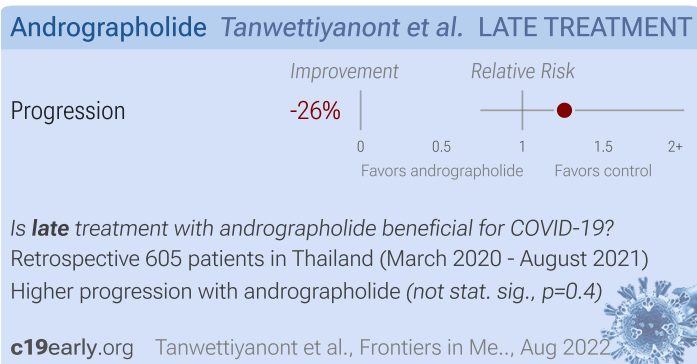 Andrographolide Tanwettiyanont et al. LATE TREATMENT
Improvement Relative Risk
Progression -26%
0 0.5 1 1.5 2+
Favors andrographolide Favors control
Is late treatment with andrographolide beneficial for COVID-19?
Retrospective 605 patients in Thailand (March 2020 - August 2021)
Higher progression with andrographolide (not stat. sig., p=0.4)
c19early.org Tanwettiyanont et al., Frontiers in Me.., Aug 2022